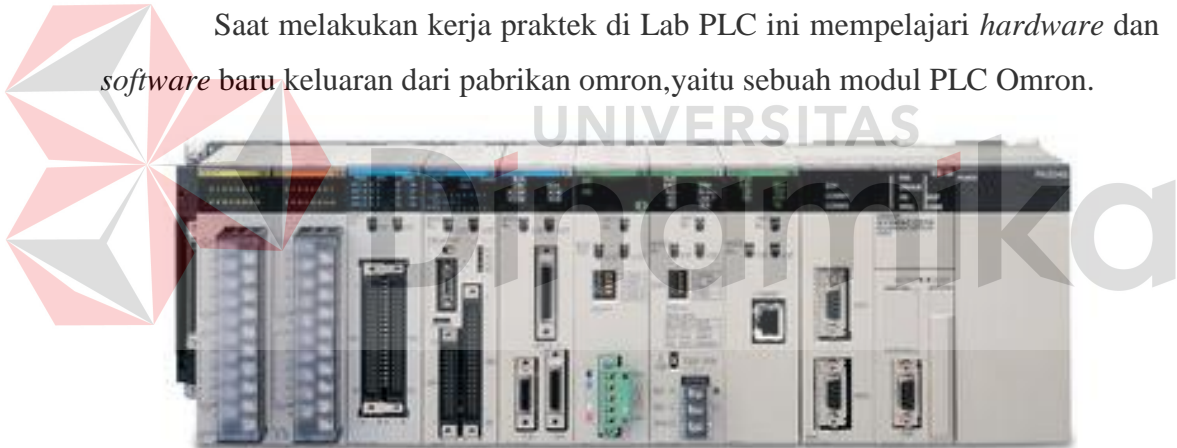 Saat melakukan kerja praktek di Lab PLC ini mempelajari hardware dan
software baru keluaran dari pabrikan omron,yaitu sebuah modul PLC Omron.
UNIVERSITAS
Dinamika